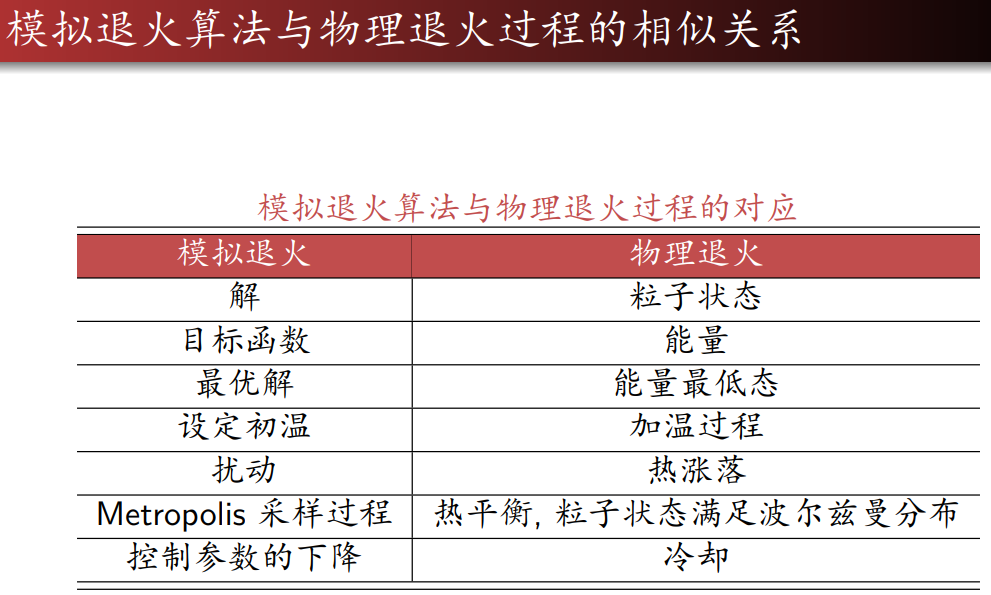 模拟退火算法与物理退火过程的相似关系
模拟退火算法与物理退火过程的对应
模拟退火 物理退火
解 粒子状态
目标函数 能量
最优解 能量最低态
设定初温 加温过程
扰动 热涨落
Metropolis 采样过程 热平衡, 粒子状态满足波尔兹曼分布
控制参数的下降 冷却